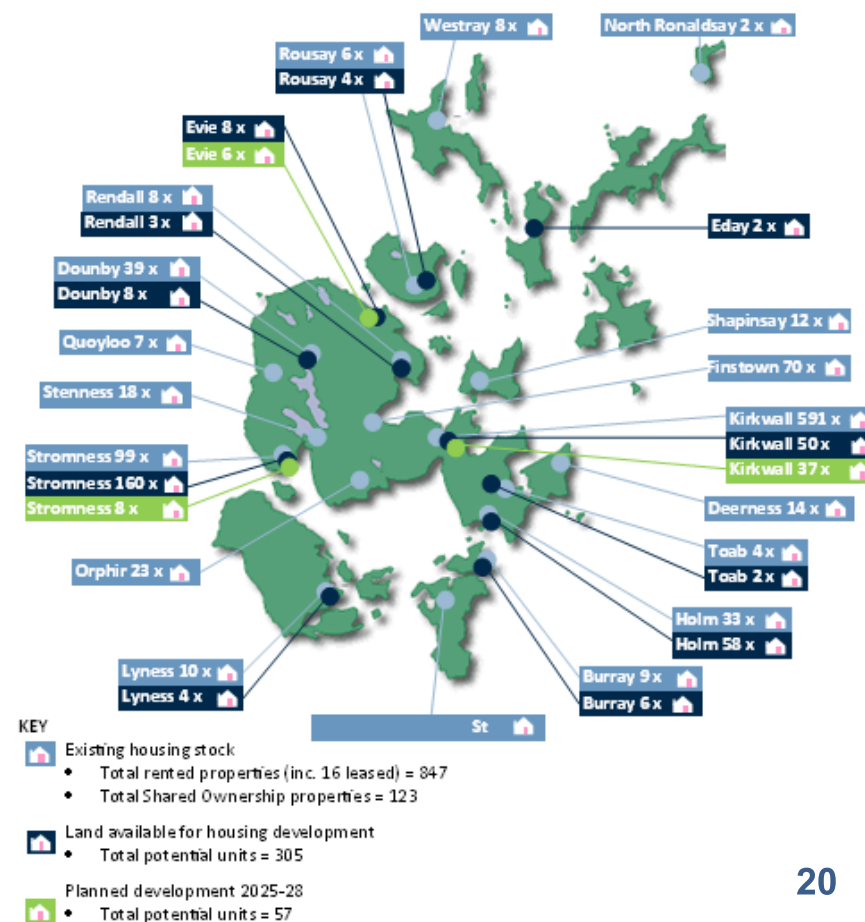 Westray 8 x
North Ronaldsay 2 x
Rousay 6 x
Rousay 4 x
Evie 8 x
Evie 6 x
Rendall 8 x
Rendall 3 x
Eday 2 x
Dounby 39 x
Dounby 8 x
Shapinsay 12 x
Quoyloo 7 x
Finstown 70 x
Stenness 18 x
Kirkwall 591 x
Kirkwall 50 x
Kirkwall 37 x
Stromness 99 x
Stromness 160 x
Stromness 8 x
Deerness 14 x
Toab 4 x
Toab 2 x
Orphir 23 x
Holm 33 x
Holm 58 x
Lyness 10 x
Lyness 4 x
Burray 9 x
Burray 6 x
St
KEY
Existing housing stock
• Total rented properties (inc. 16 leased) = 847
• Total Shared Ownership properties = 123
Land available for housing development
• Total potential units = 305
Planned development 2025-28
• Total potential units = 57
20